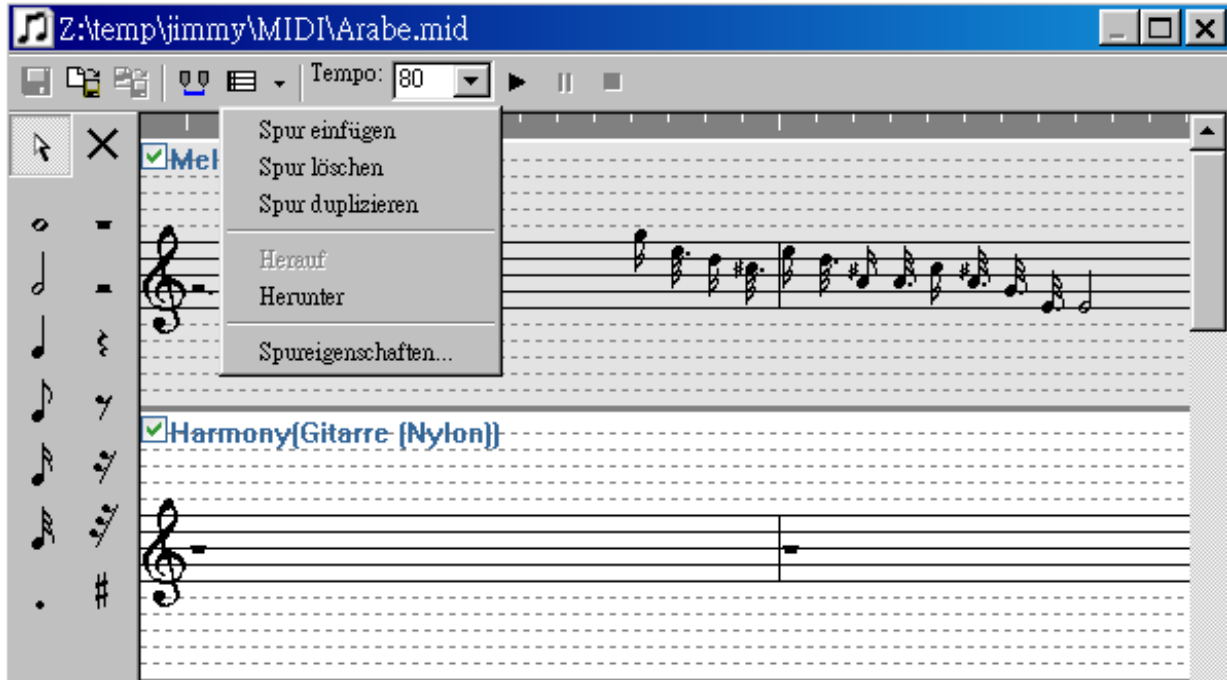 Z:\temp\jimmy\MIDI\Arabe.mid
Tempo: 80
Spur einfügen
Spur löschen
Spur duplizieren
Herauf
Herunter
Spureigenschaften...
Mel
Harmony(Gitarre (Nylon))